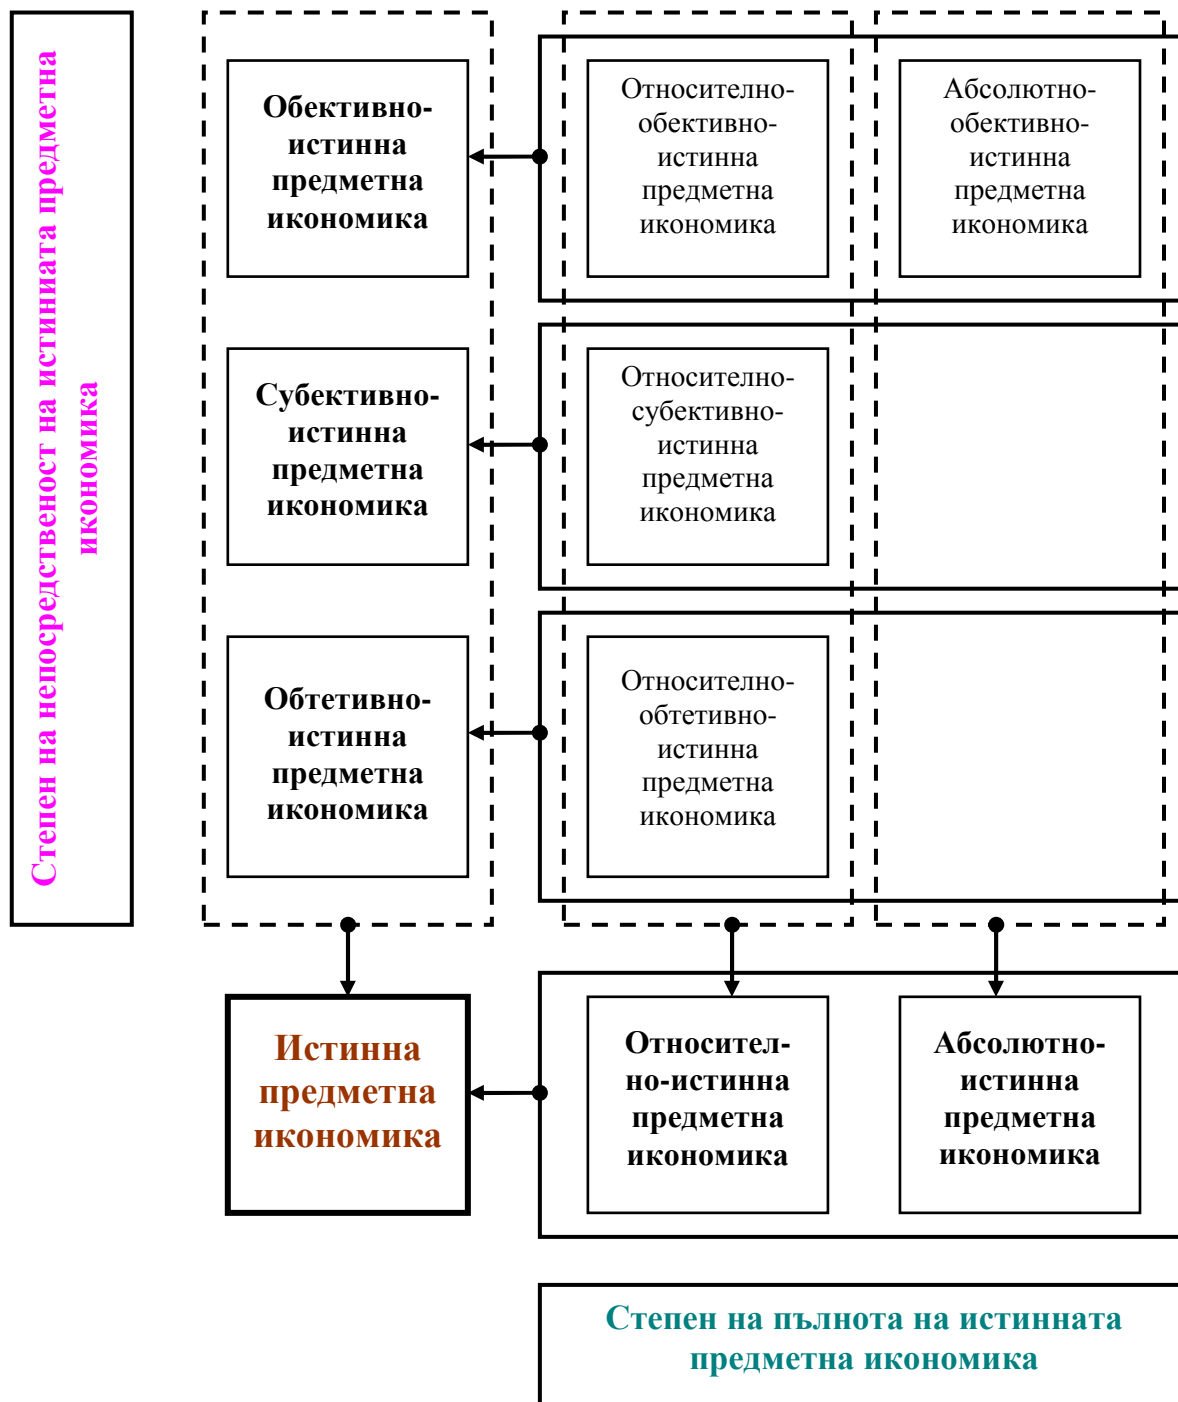 Степен на непосредственост на истиниата предметна
икономика
Обективно-
истинна
предметна
икономика
Относително-
обективно-
истинна
предметна
икономика
Абсолютно-
обективно-
истинна
предметна
икономика
Субективно-
истинна
предметна
икономика
Относително-
субективно-
истинна
предметна
икономика
Обтетивно-
истинна
предметна
икономика
Относително-
обтетивно-
истинна
предметна
икономика
Истинна
предметна
икономика
Относител-
но-истинна
предметна
икономика
Абсолютно-
истинна
предметна
икономика
Степен на пълнота на истинната
предметна икономика